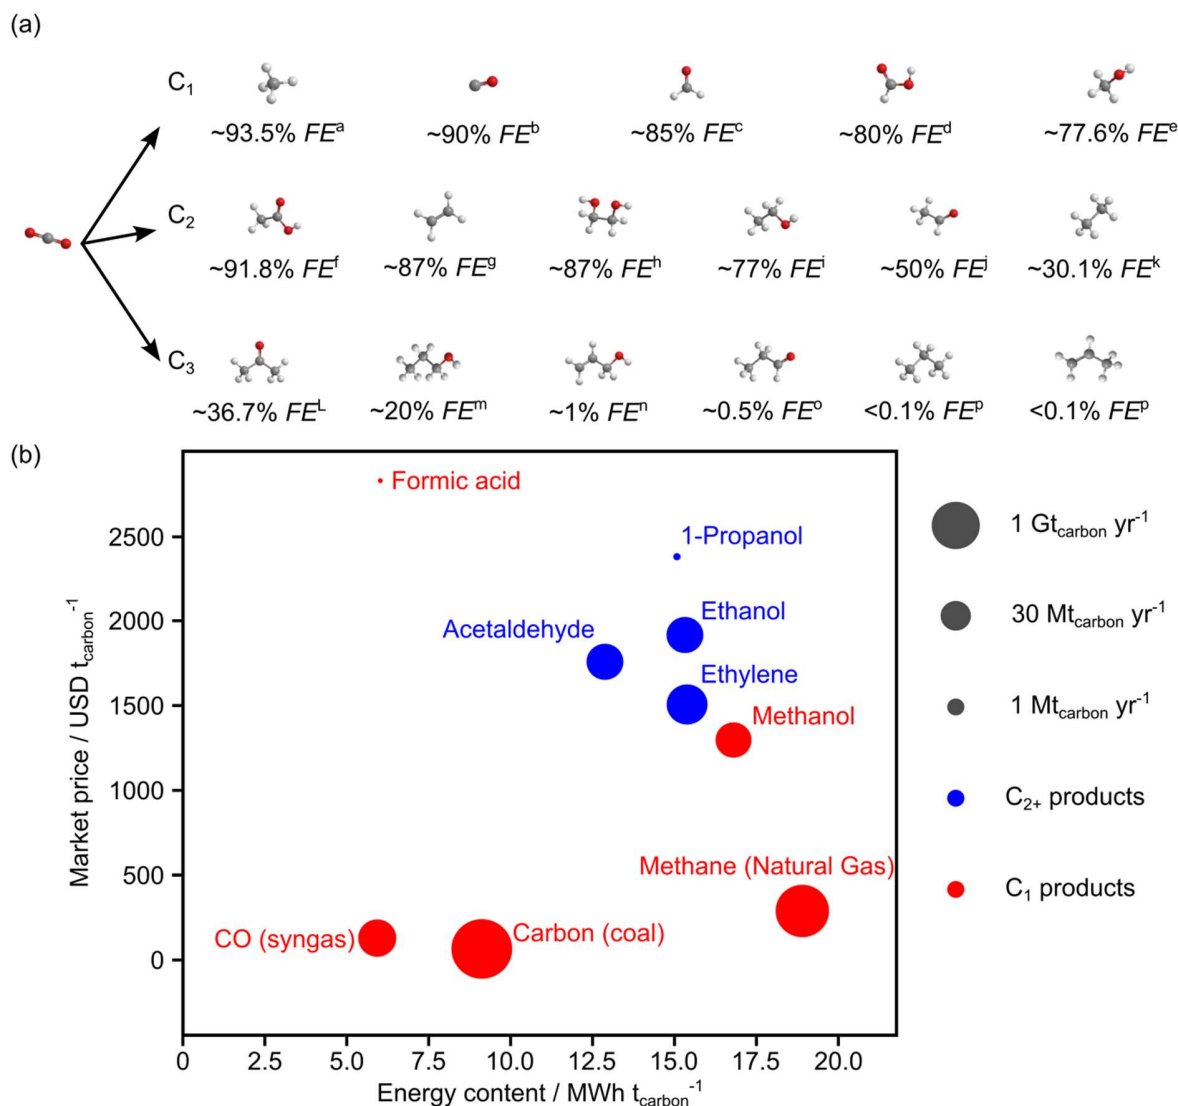 (a)
C₁
~93.5% FEᵃ ~90% FEᵇ ~85% FEᶜ ~80% FEᵈ ~77.6% FEᵉ
C₂
~91.8% FEᶠ ~87% FEᵍ ~87% FEʰ ~77% FEⁱ ~50% FEʲ ~30.1% FEᵏ
C₃
~36.7% FEᴸ ~20% FEᵐ ~1% FEⁿ ~0.5% FEᵒ <0.1% FEᵖ <0.1% FEᵖ
(b)
Market price / USD t_carbon⁻¹
2500
2000
1500
1000
500
0
Formic acid
1-Propanol
Ethanol
Acetaldehyde
Ethylene
Methanol
Methane (Natural Gas)
CO (syngas)
Carbon (coal)
0 2.5 5.0 7.5 10.0 12.5 15.0 17.5 20.0
Energy content / MWh t_carbon⁻¹
1 Gt_carbon yr⁻¹
30 Mt_carbon yr⁻¹
1 Mt_carbon yr⁻¹
C₂₊ products
C₁ products